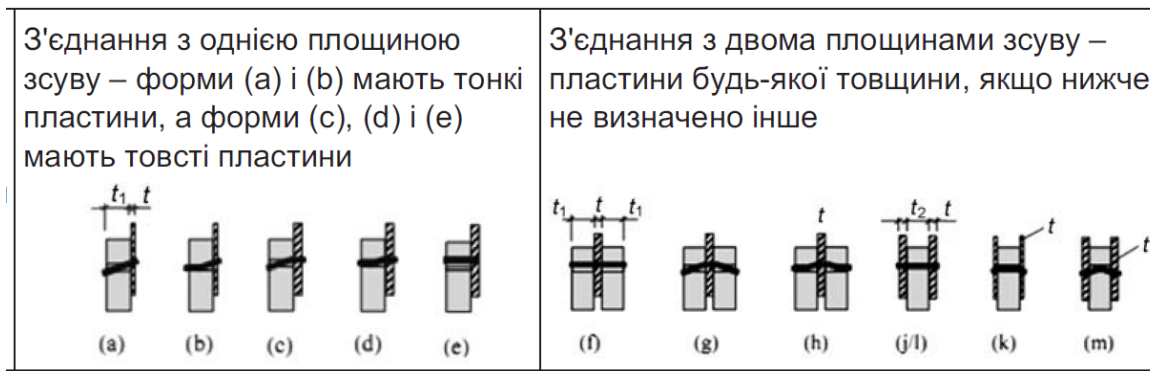 З'єднання з однією площиною
зсуву – форми (a) і (b) мають тонкі
пластини, а форми (c), (d) і (e)
мають товсті пластини
t₁ t
(a) (b) (c) (d) (e)
З'єднання з двома площинами зсуву –
пластини будь-якої товщини, якщо нижче
не визначено інше
t₁ t t₁ t t₂ t t t
(f) (g) (h) (j/l) (k) (m)